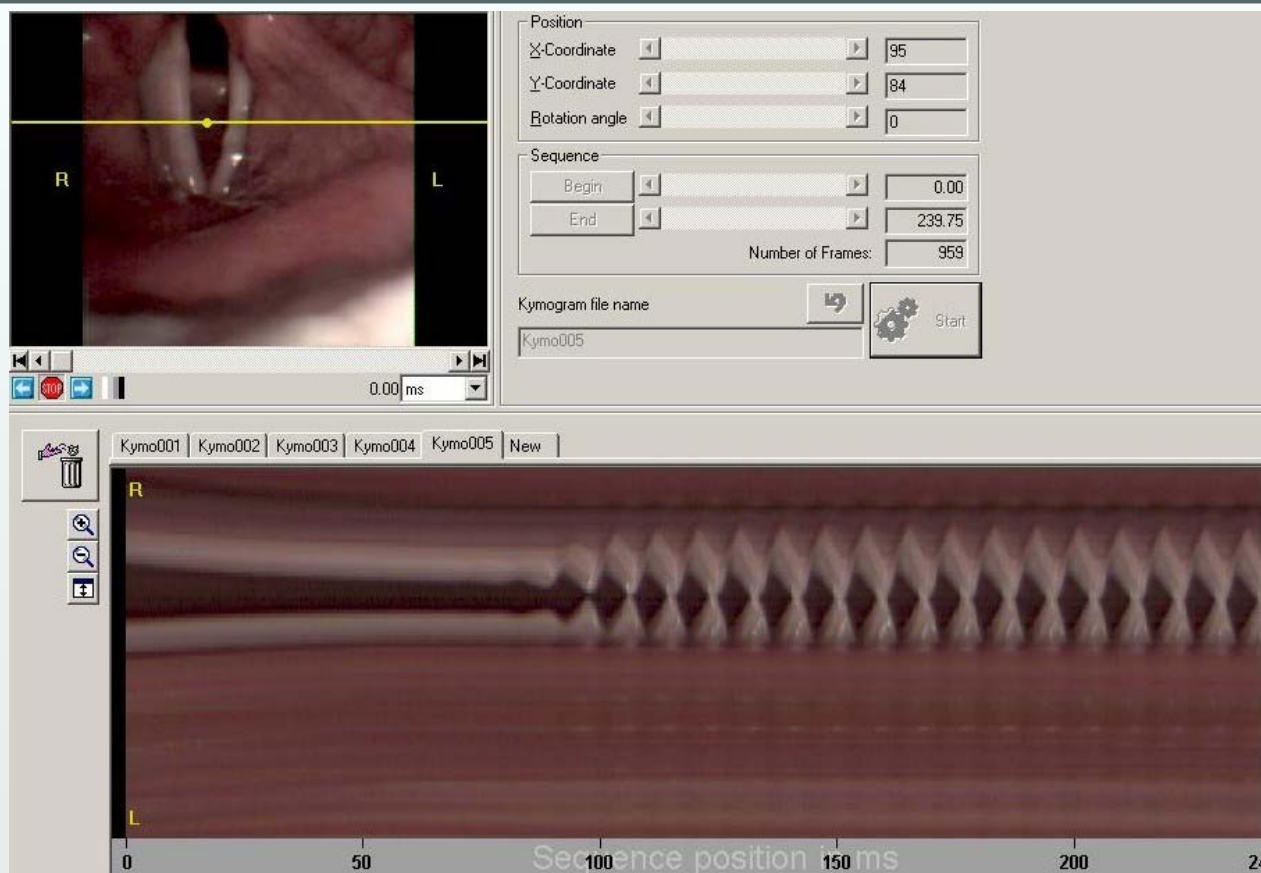 Position
X-Coordinate 95
Y-Coordinate 84
Rotation angle 0
Sequence
Begin 0.00
End 239.75
Number of Frames: 959
Kymogram file name
Kymo005
Start
R L
STOP
0.00 ms
Kymo001 Kymo002 Kymo003 Kymo004 Kymo005 New
R
L
0 50 100 150 200 24
Sequence position in ms